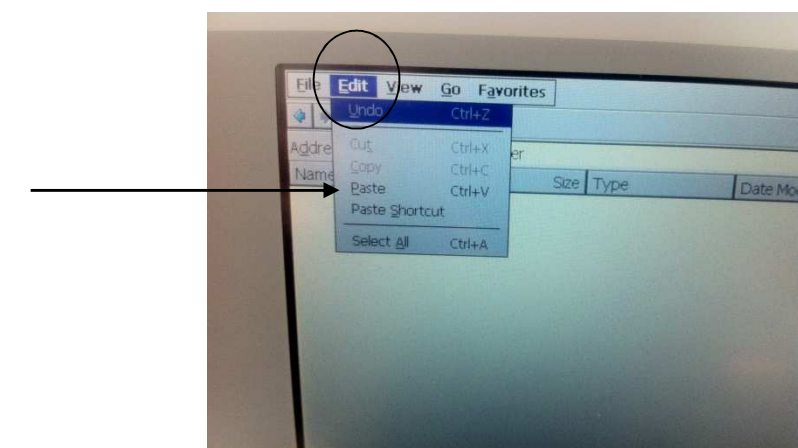 File Edit View Go Favorites
Undo Ctrl+Z
Cut Ctrl+X
Copy Ctrl+C
Paste Ctrl+V
Paste Shortcut
Select All Ctrl+A
Addre er
Name Size Type Date Mo